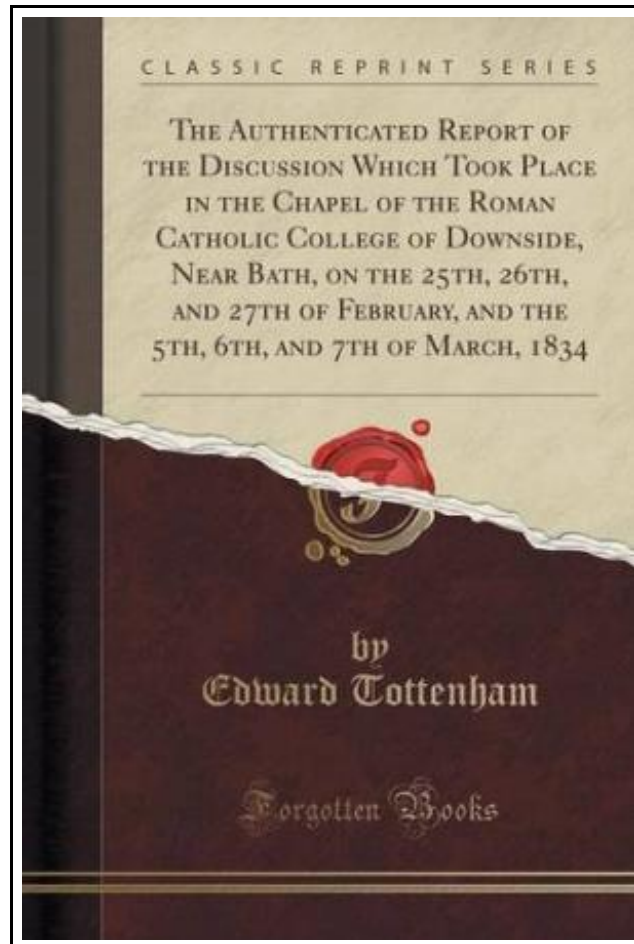 CLASSIC REPRINT SERIES
THE AUTHENTICATED REPORT OF
THE DISCUSSION WHICH TOOK PLACE
IN THE CHAPEL OF THE ROMAN
CATHOLIC COLLEGE OF DOWNSIDE,
NEAR BATH, ON THE 25TH, 26TH,
AND 27TH OF FEBRUARY, AND THE
5TH, 6TH, AND 7TH OF MARCH, 1834
by
Edward Tottenham
Forgotten Books